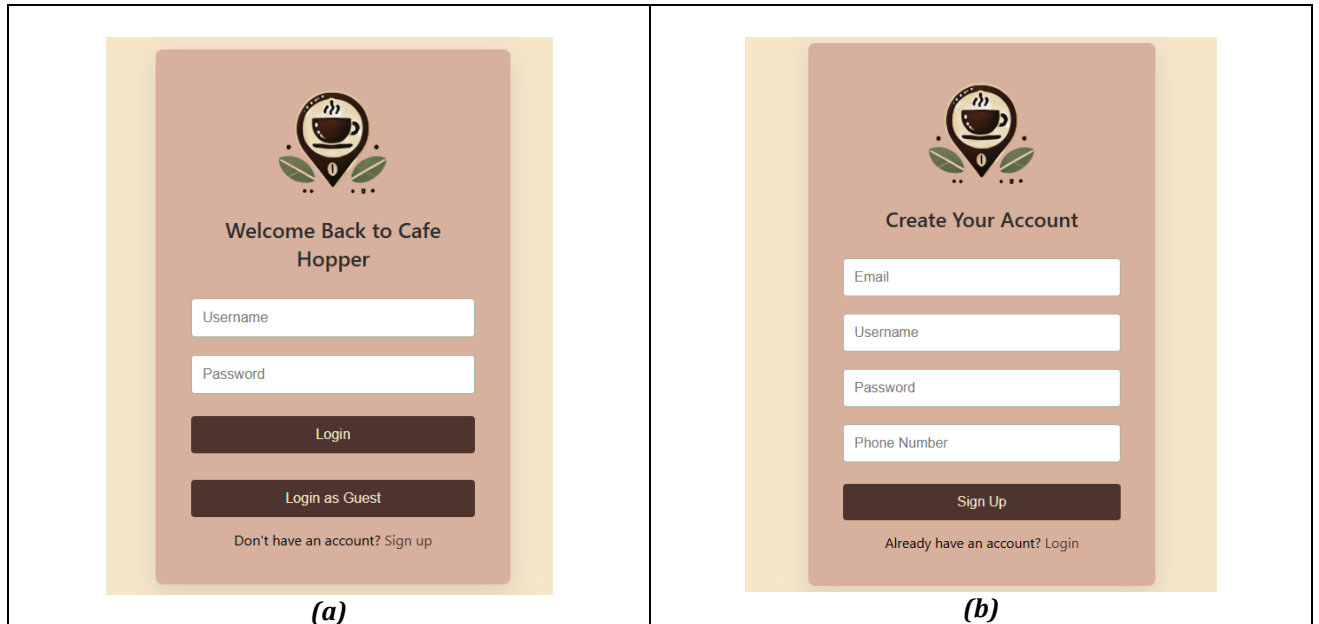 Welcome Back to Cafe
Hopper
Username
Password
Login
Login as Guest
Don't have an account? Sign up
(a)
Create Your Account
Email
Username
Password
Phone Number
Sign Up
Already have an account? Login
(b)